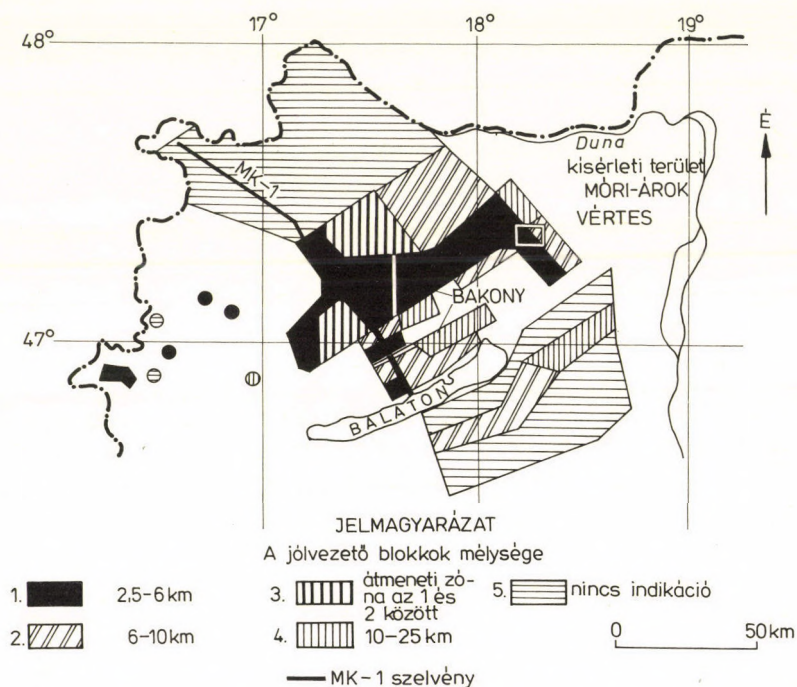 17° 18° 19°
48°
É
Duna
kísérleti terület
MÓRI-ÁROK
VÉRTES
MK-1
BAKONY
47°
BALATON
JELMAGYARÁZAT
A jólvezető blokkok mélysége
1. 2,5-6 km
2. 6-10 km
3. átmeneti zó-
na az 1 és
2 között
4. 10-25 km
5. nincs indikáció
0 50 km
MK-1 szelvény